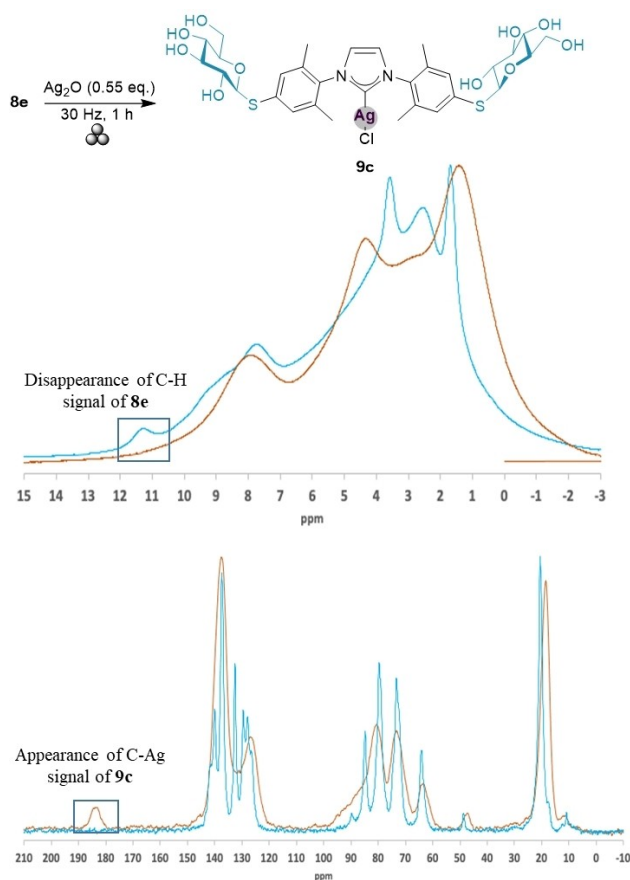 8e
Ag2O (0.55 eq.)
30 Hz, 1 h
HO OH
HO
HO O
HO
S
N N
Ag
Cl
S
HO OH
HO OH
HO O
9c
Disappearance of C-H
signal of 8e
15 14 13 12 11 10 9 8 7 6 5 4 3 2 1 0 -1 -2 -3
ppm
Appearance of C-Ag
signal of 9c
210 200 190 180 170 160 150 140 130 120 110 100 90 80 70 60 50 40 30 20 10 0 -10
ppm